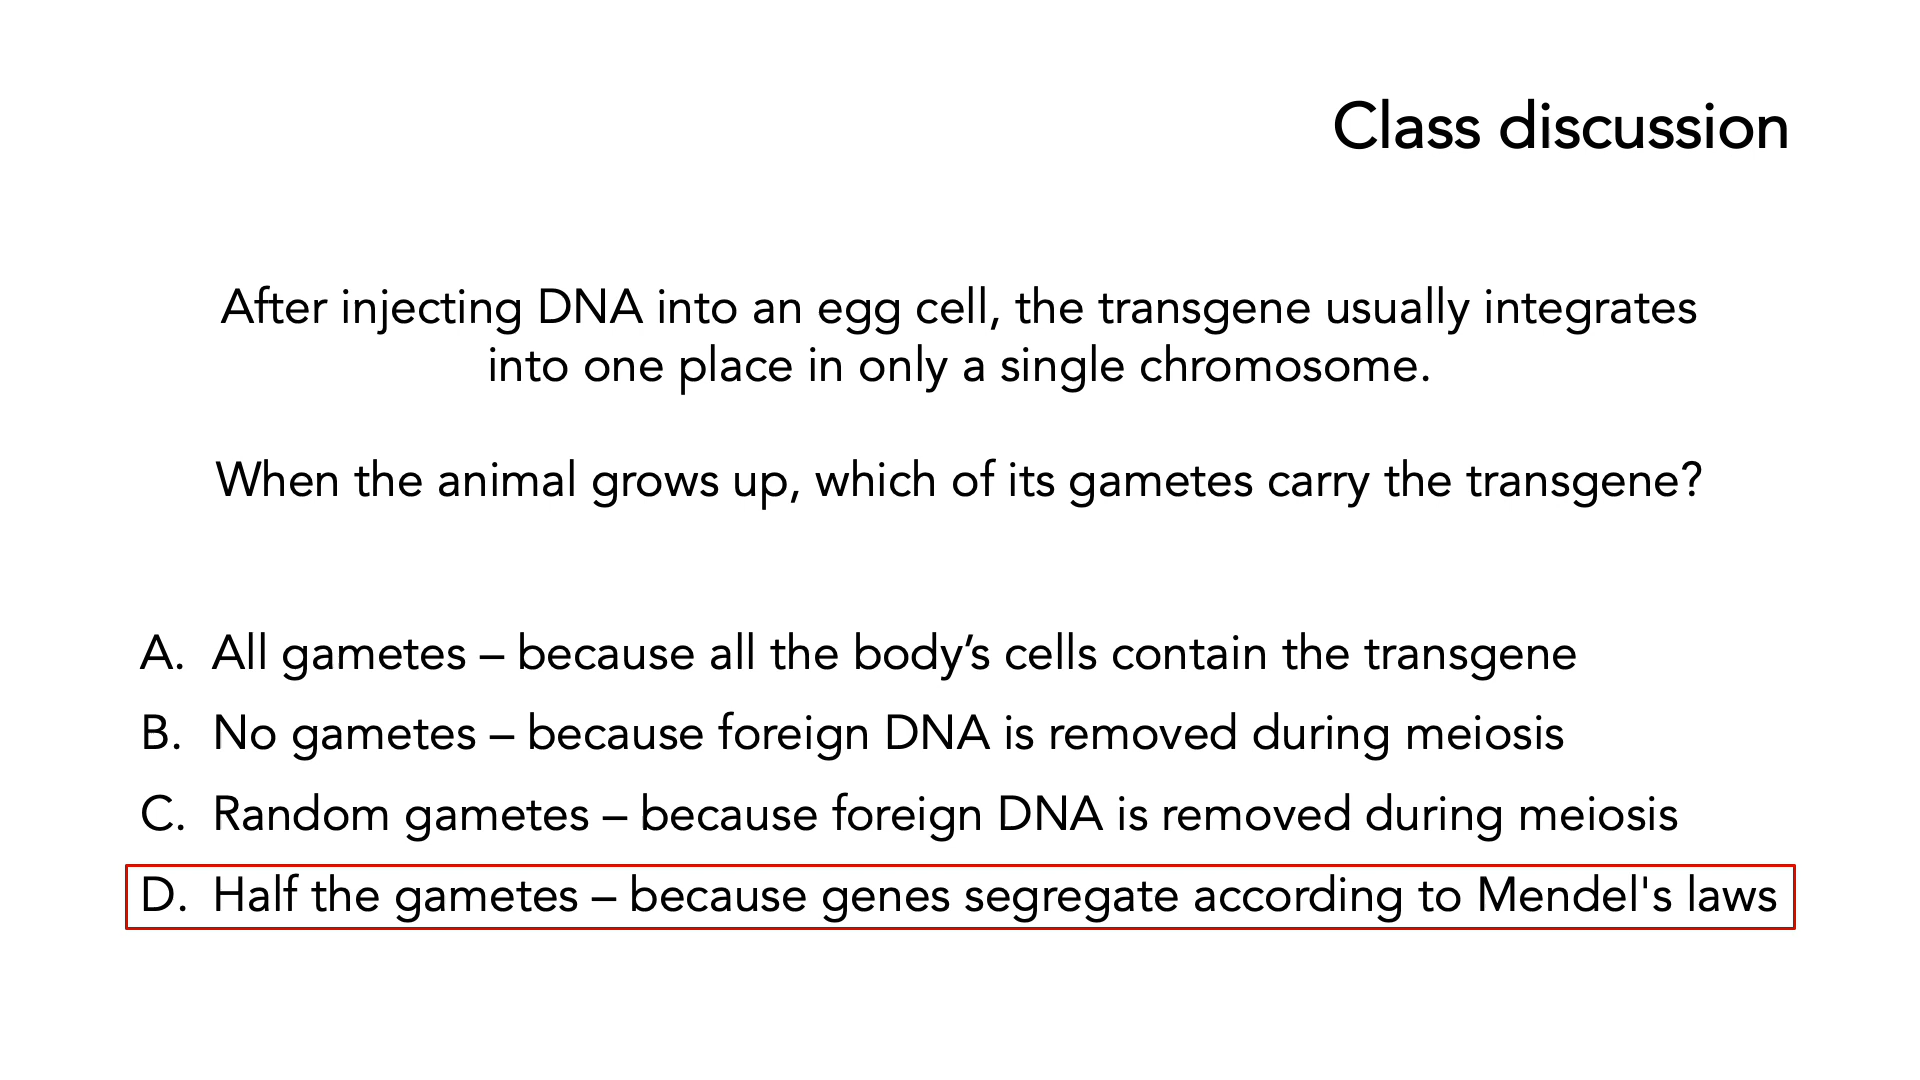 Class discussion
After injecting DNA into an egg cell, the transgene usually integrates
into one place in only a single chromosome.
When the animal grows up, which of its gametes carry the transgene?
A. All gametes – because all the body’s cells contain the transgene
B. No gametes – because foreign DNA is removed during meiosis
C. Random gametes – because foreign DNA is removed during meiosis
D. Half the gametes – because genes segregate according to Mendel's laws